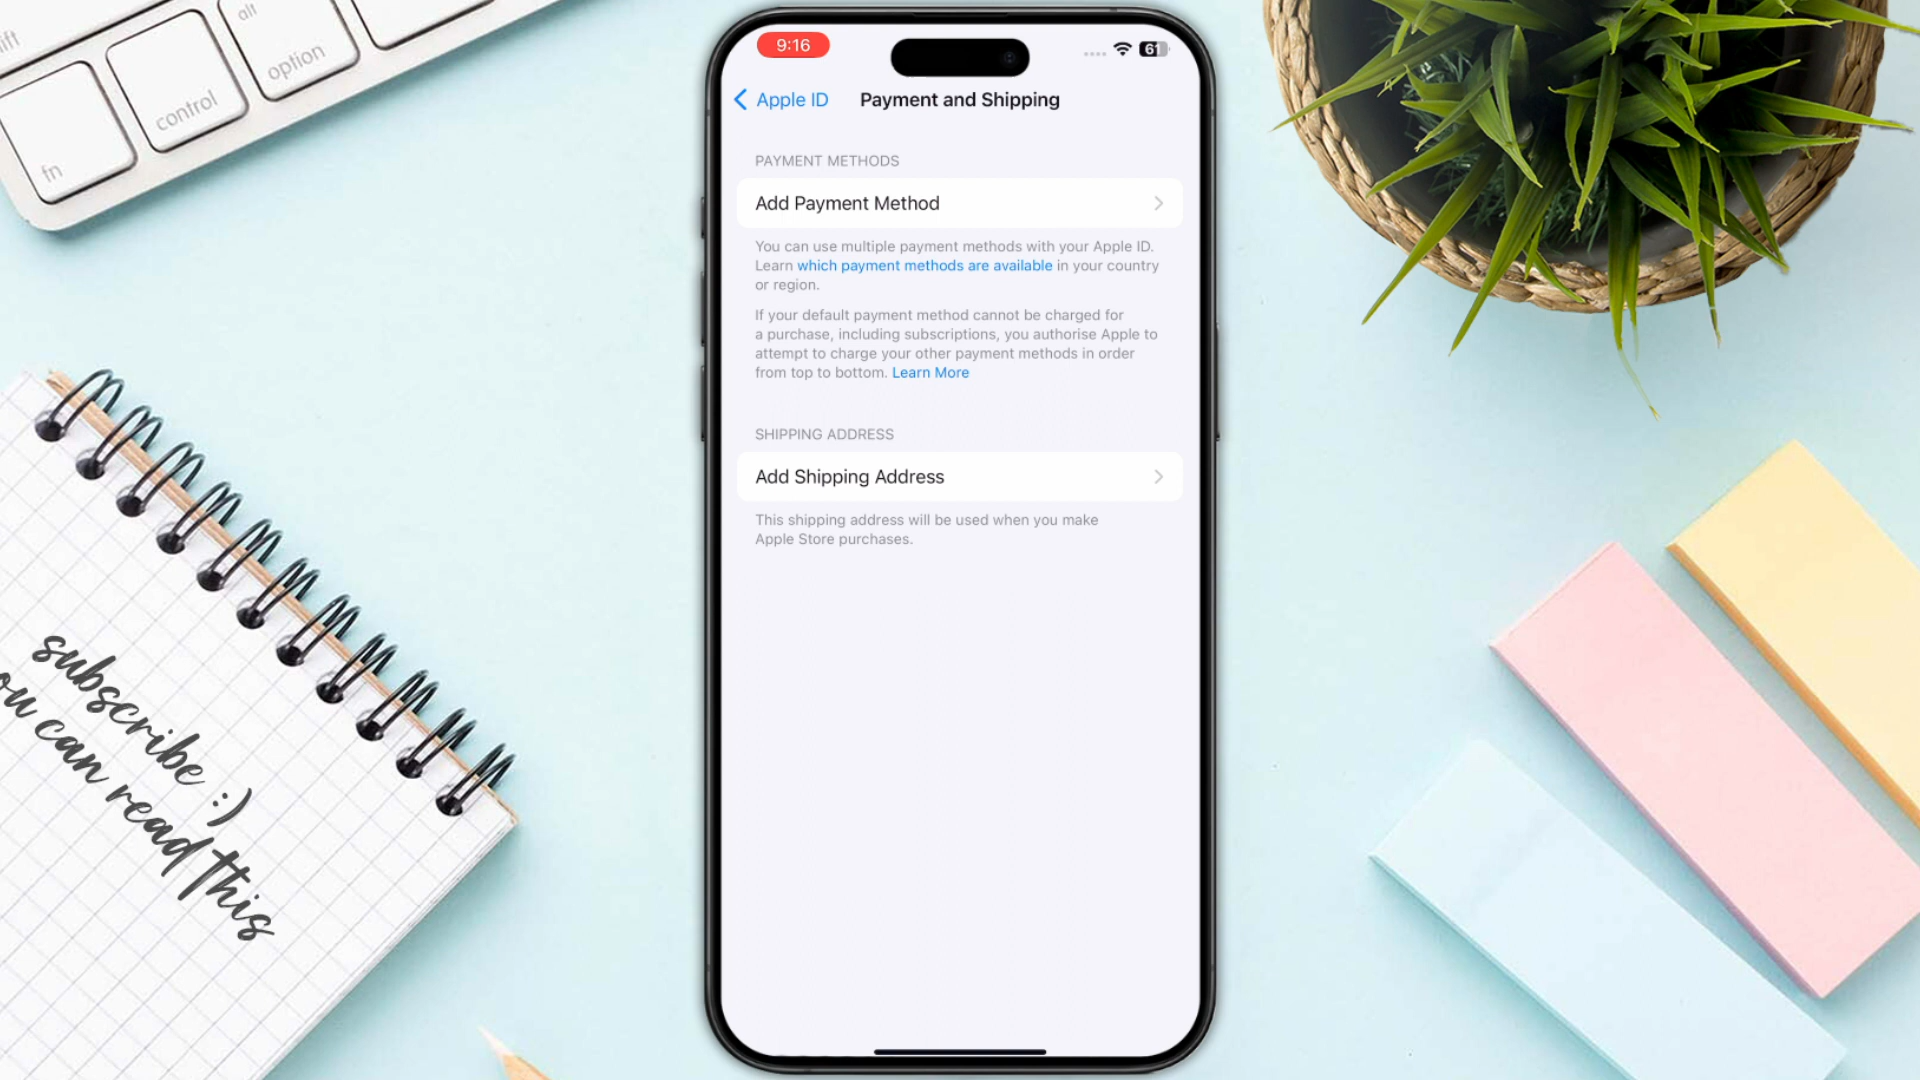 ift
fn
control
alt
option
9:16
61
Apple ID
Payment and Shipping
PAYMENT METHODS
Add Payment Method
You can use multiple payment methods with your Apple ID.
Learn which payment methods are available in your country
or region.
If your default payment method cannot be charged for
a purchase, including subscriptions, you authorise Apple to
attempt to charge your other payment methods in order
from top to bottom. Learn More
SHIPPING ADDRESS
Add Shipping Address
This shipping address will be used when you make
Apple Store purchases.
subscribe :)
ou can read this